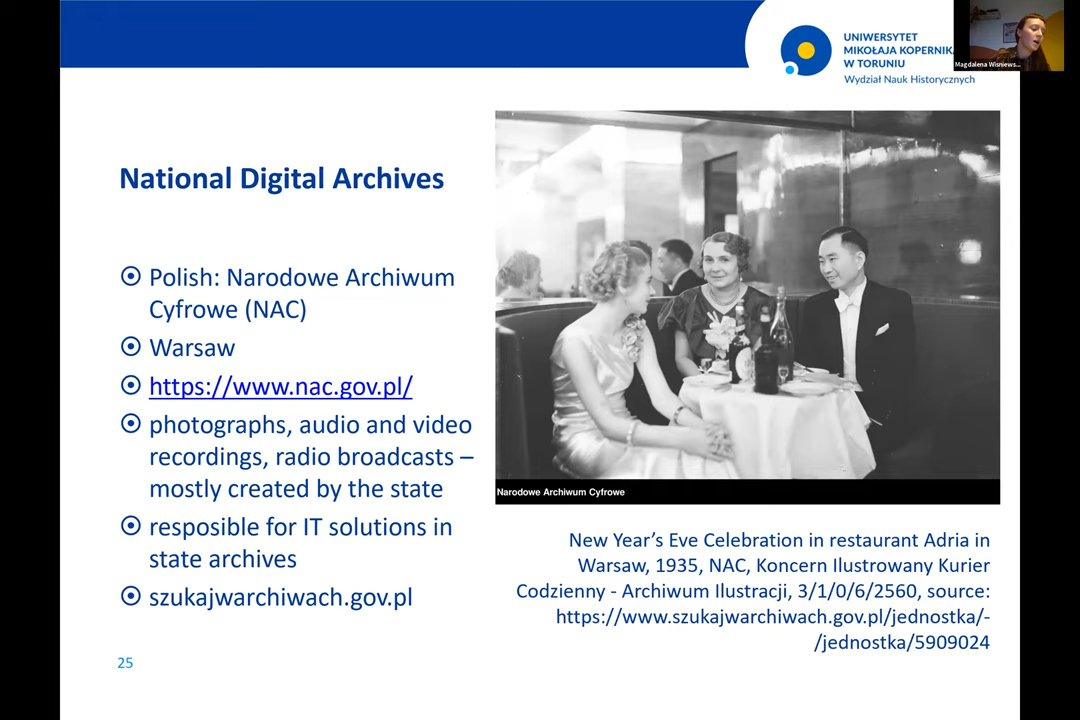 UNIWERSYTET
MIKOŁAJA KOPERNIKA
W TORUNIU
Wydział Nauk Historycznych
Magdalena Wisniews...
National Digital Archives
Polish: Narodowe Archiwum
Cyfrowe (NAC)
Warsaw
https://www.nac.gov.pl/
photographs, audio and video
recordings, radio broadcasts –
mostly created by the state
resposible for IT solutions in
state archives
szukajwarchiwach.gov.pl
Narodowe Archiwum Cyfrowe
New Year’s Eve Celebration in restaurant Adria in
Warsaw, 1935, NAC, Koncern Ilustrowany Kurier
Codzienny - Archiwum Ilustracji, 3/1/0/6/2560, source:
https://www.szukajwarchiwach.gov.pl/jednostka/-
/jednostka/5909024
25